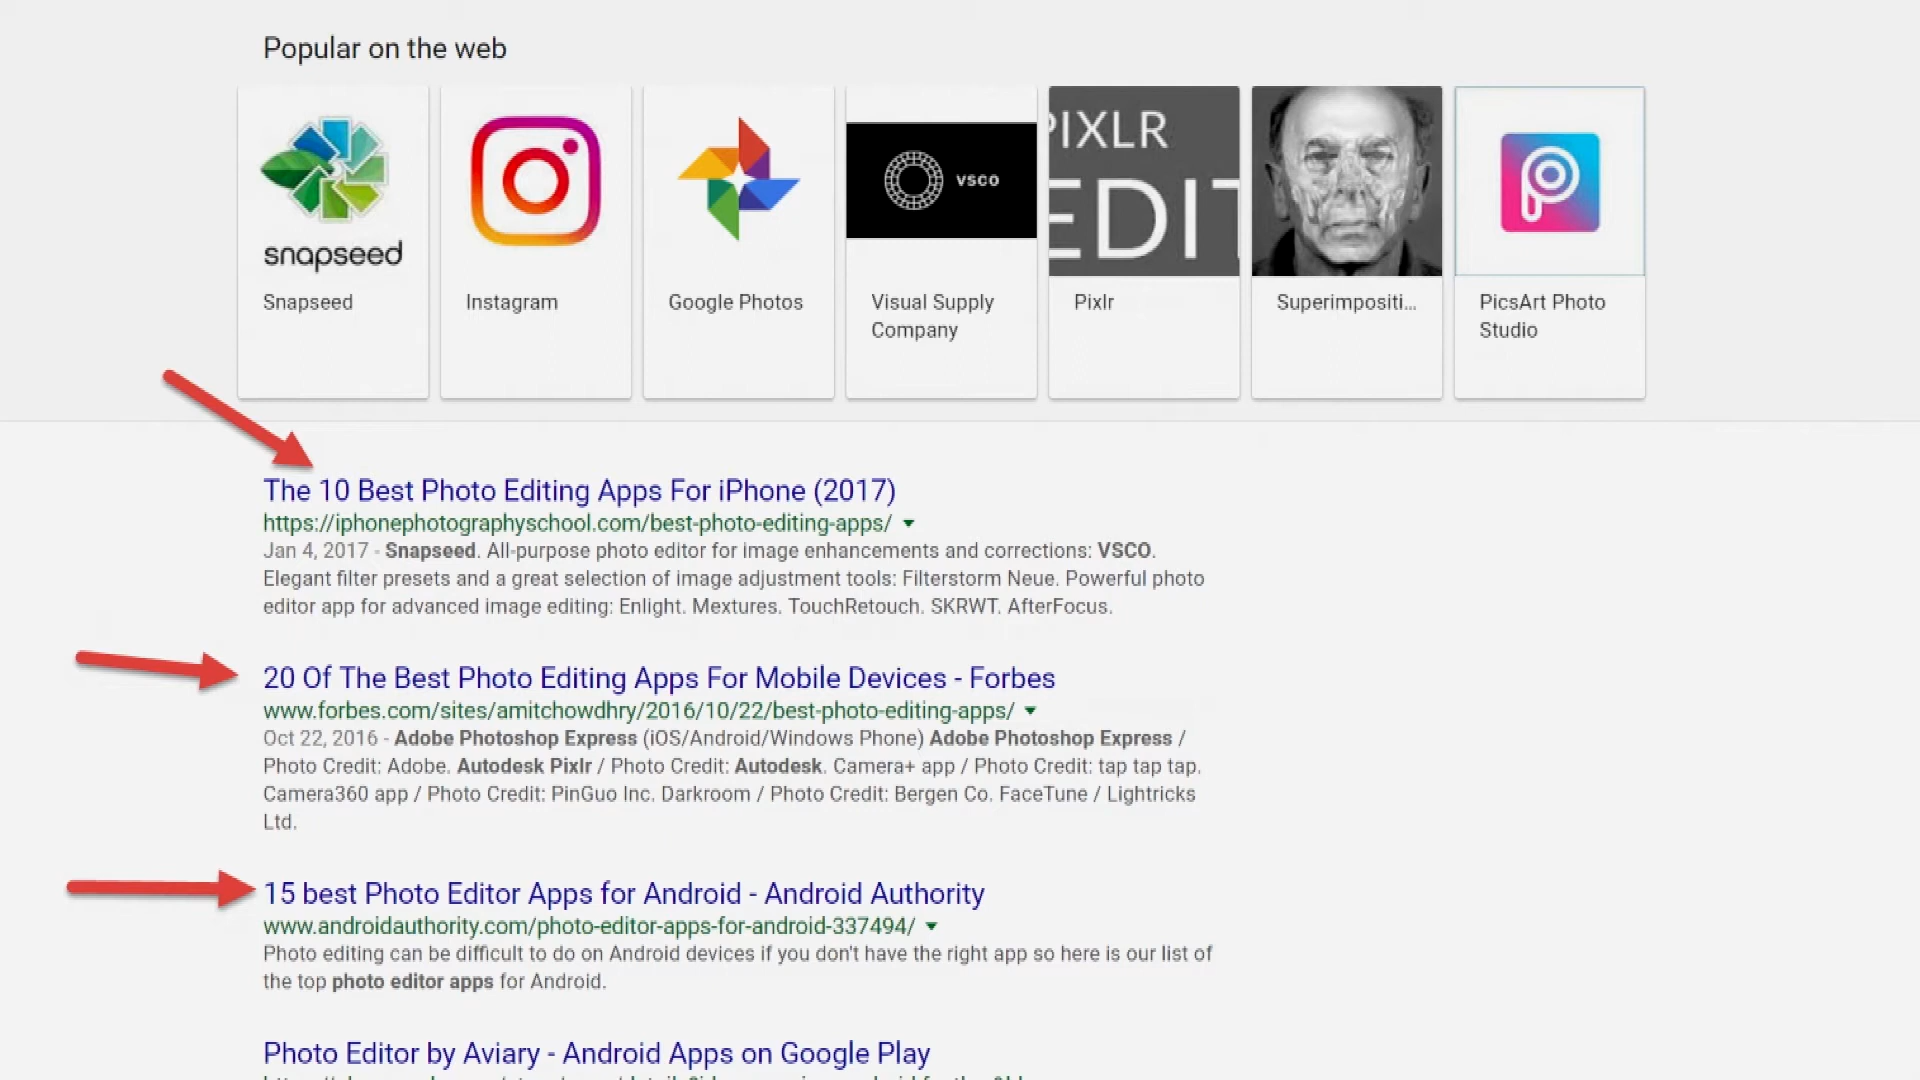 Popular on the web
snapseed
vsco
PIXLR
EDIT
Snapseed
Instagram
Google Photos
Visual Supply
Company
Pixlr
Superimpositi...
PicsArt Photo
Studio
The 10 Best Photo Editing Apps For iPhone (2017)
https://iphonephotographyschool.com/best-photo-editing-apps/
Jan 4, 2017 - Snapseed. All-purpose photo editor for image enhancements and corrections: VSCO.
Elegant filter presets and a great selection of image adjustment tools: Filterstorm Neue. Powerful photo
editor app for advanced image editing: Enlight. Mextures. TouchRetouch. SKRWT. AfterFocus.
20 Of The Best Photo Editing Apps For Mobile Devices - Forbes
www.forbes.com/sites/amitchowdhry/2016/10/22/best-photo-editing-apps/
Oct 22, 2016 - Adobe Photoshop Express (iOS/Android/Windows Phone) Adobe Photoshop Express /
Photo Credit: Adobe. Autodesk Pixlr / Photo Credit: Autodesk. Camera+ app / Photo Credit: tap tap tap.
Camera360 app / Photo Credit: PinGuo Inc. Darkroom / Photo Credit: Bergen Co. FaceTune / Lightricks
Ltd.
15 best Photo Editor Apps for Android - Android Authority
www.androidauthority.com/photo-editor-apps-for-android-337494/
Photo editing can be difficult to do on Android devices if you don't have the right app so here is our list of
the top photo editor apps for Android.
Photo Editor by Aviary - Android Apps on Google Play